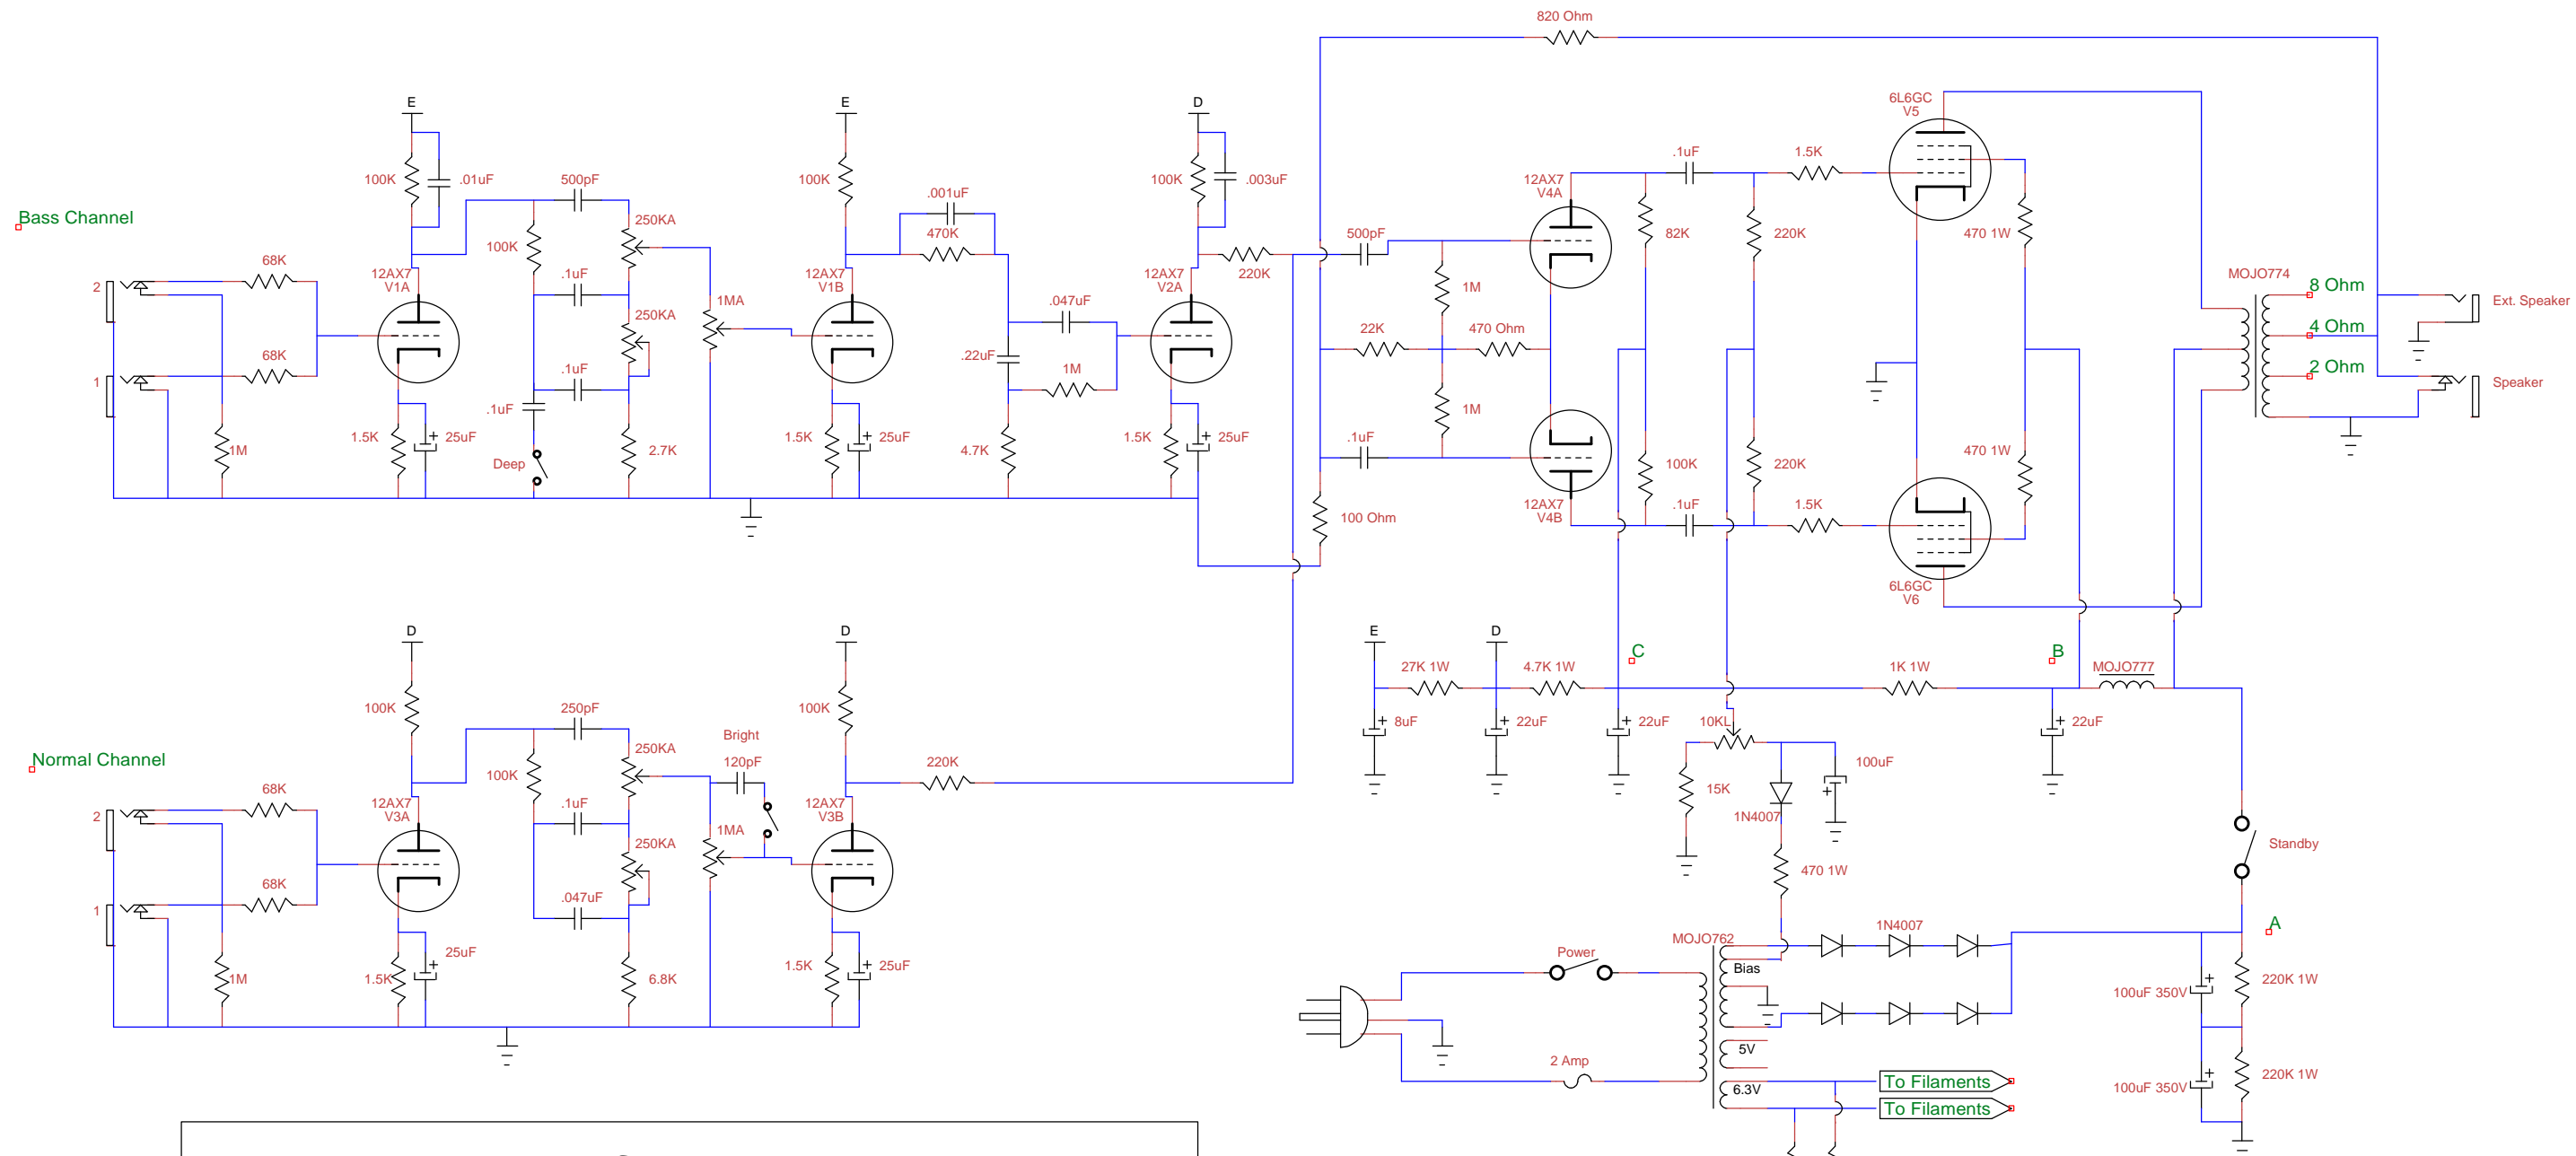 820 Ohm
E
E
D
6L6GC
V5
100K
.01uF
500pF
100K
.001uF
100K
.003uF
12AX7
V4A
.1uF
1.5K
Bass Channel
250KA
100K
470K
500pF
82K
220K
470 1W
68K
12AX7
V1A
.1uF
12AX7
V1B
12AX7
V2A
220K
1M
MOJO774
8 Ohm
2
1MA
.047uF
Ext. Speaker
250KA
22K
470 Ohm
4 Ohm
68K
.22uF
1M
2 Ohm
1
.1uF
Speaker
.1uF
1M
1M
1.5K
25uF
Deep
2.7K
1.5K
25uF
4.7K
1.5K
25uF
.1uF
100K
220K
470 1W
12AX7
V4B
.1uF
1.5K
100 Ohm
6L6GC
V6
D
D
E
D
C
B
27K 1W
4.7K 1W
1K 1W
MOJO777
100K
250pF
100K
8uF
22uF
22uF
10KL
22uF
Normal Channel
250KA
Bright
120pF
100K
220K
100uF
68K
15K
12AX7
V3A
.1uF
12AX7
V3B
1N4007
2
1MA
250KA
Standby
68K
470 1W
.047uF
1
1N4007
A
25uF
MOJO762
1M
1.5K
6.8K
1.5K
25uF
Power
Bias
220K 1W
100uF 350V
5V
2 Amp
220K 1W
6.3V
To Filaments
100uF 350V
To Filaments